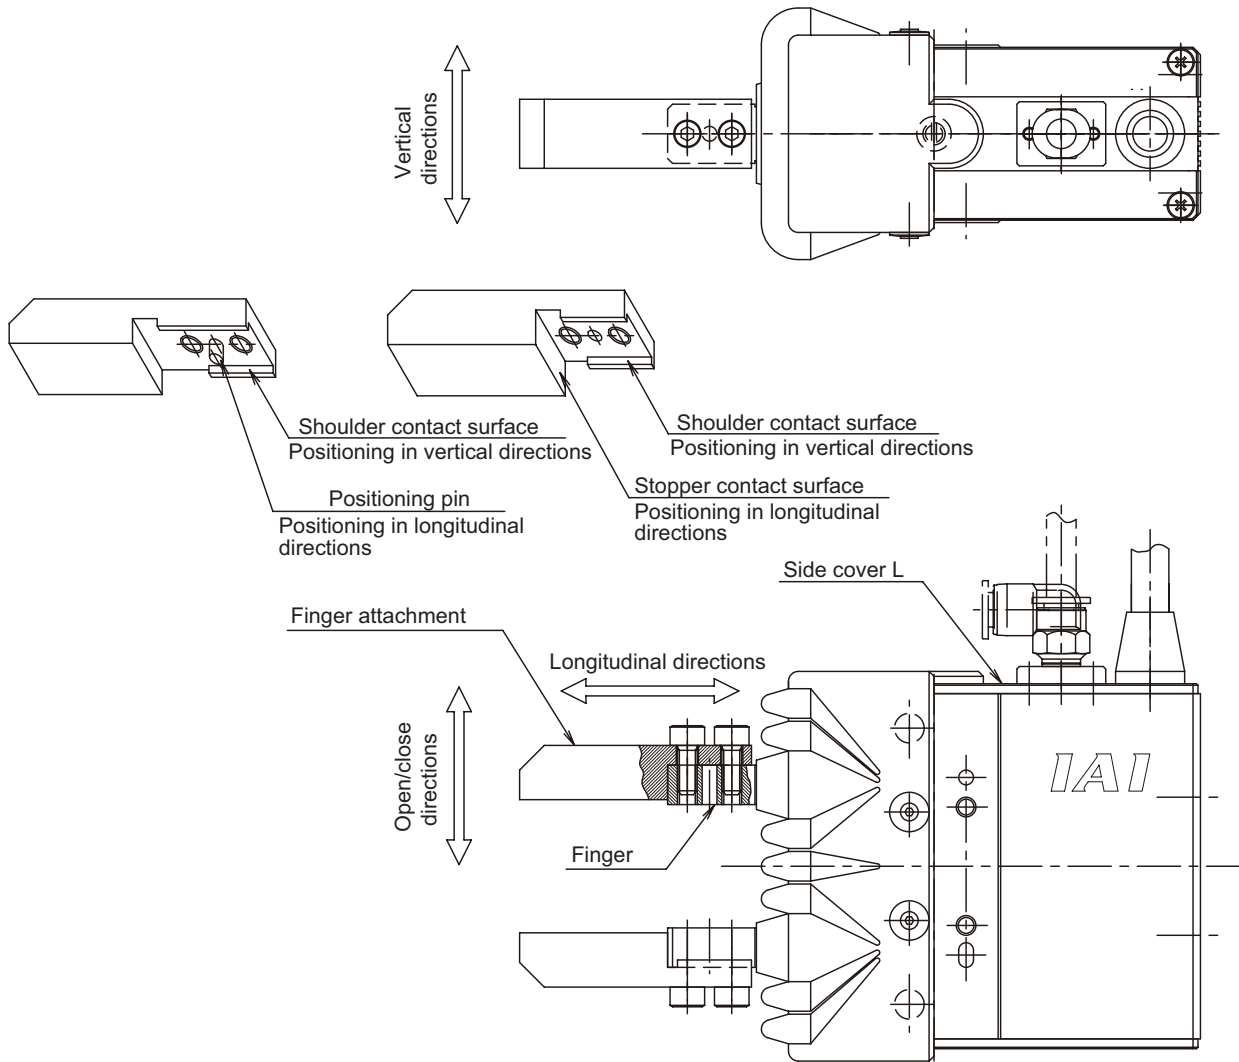 Vertical
directions
Shoulder contact surface
Positioning in vertical directions
Positioning pin
Positioning in longitudinal
directions
Shoulder contact surface
Positioning in vertical directions
Stopper contact surface
Positioning in longitudinal
directions
Side cover L
Finger attachment
Longitudinal directions
Open/close
directions
Finger
IAI